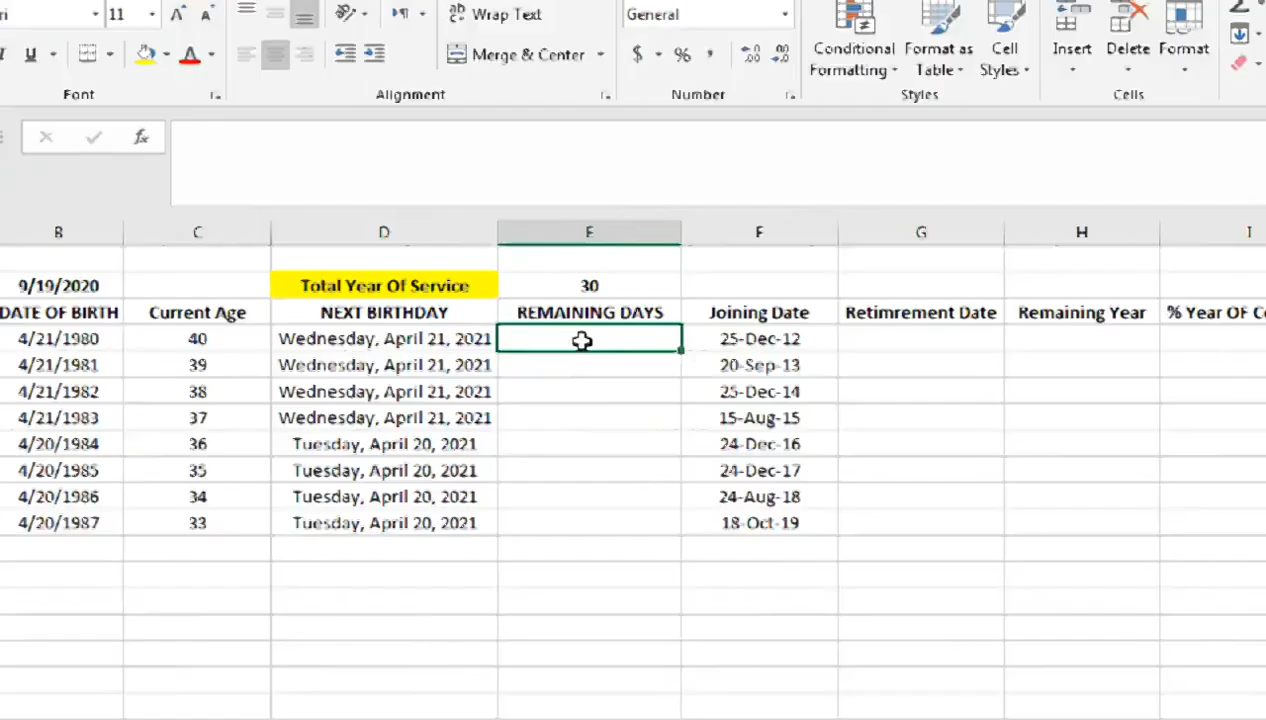 11
Wrap Text
General
Merge & Center
$ % ,
Conditional Formatting
Format as Table
Cell Styles
Insert
Delete
Format
Font
Alignment
Number
Styles
Cells
fx
B C D E F G H I
9/19/2020 Total Year Of Service 30
DATE OF BIRTH Current Age NEXT BIRTHDAY REMAINING DAYS Joining Date Retimrement Date Remaining Year % Year OF
4/21/1980 40 Wednesday, April 21, 2021 25-Dec-12
4/21/1981 39 Wednesday, April 21, 2021 20-Sep-13
4/21/1982 38 Wednesday, April 21, 2021 25-Dec-14
4/21/1983 37 Wednesday, April 21, 2021 15-Aug-15
4/20/1984 36 Tuesday, April 20, 2021 24-Dec-16
4/20/1985 35 Tuesday, April 20, 2021 24-Dec-17
4/20/1986 34 Tuesday, April 20, 2021 24-Aug-18
4/20/1987 33 Tuesday, April 20, 2021 18-Oct-19